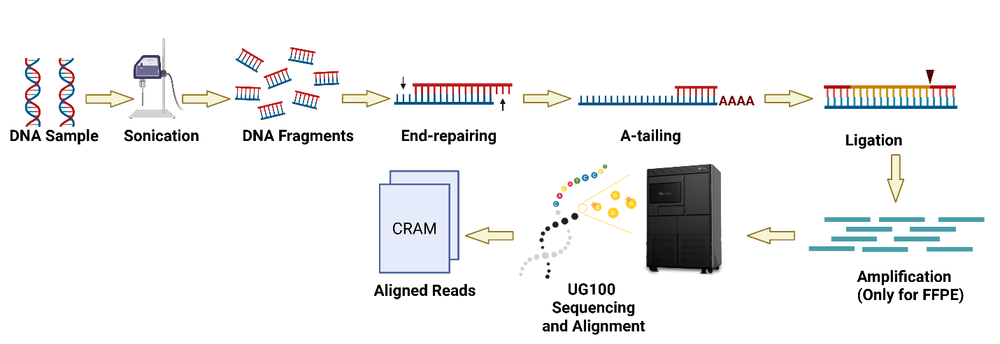 DNA Sample
Sonication
DNA Fragments
End-repairing
AAAA
A-tailing
Ligation
Amplification
(Only for FFPE)
C
A
G
A
T
C
C
G
T
G
G
G
G
UG100
Sequencing
and Alignment
CRAM
Aligned Reads